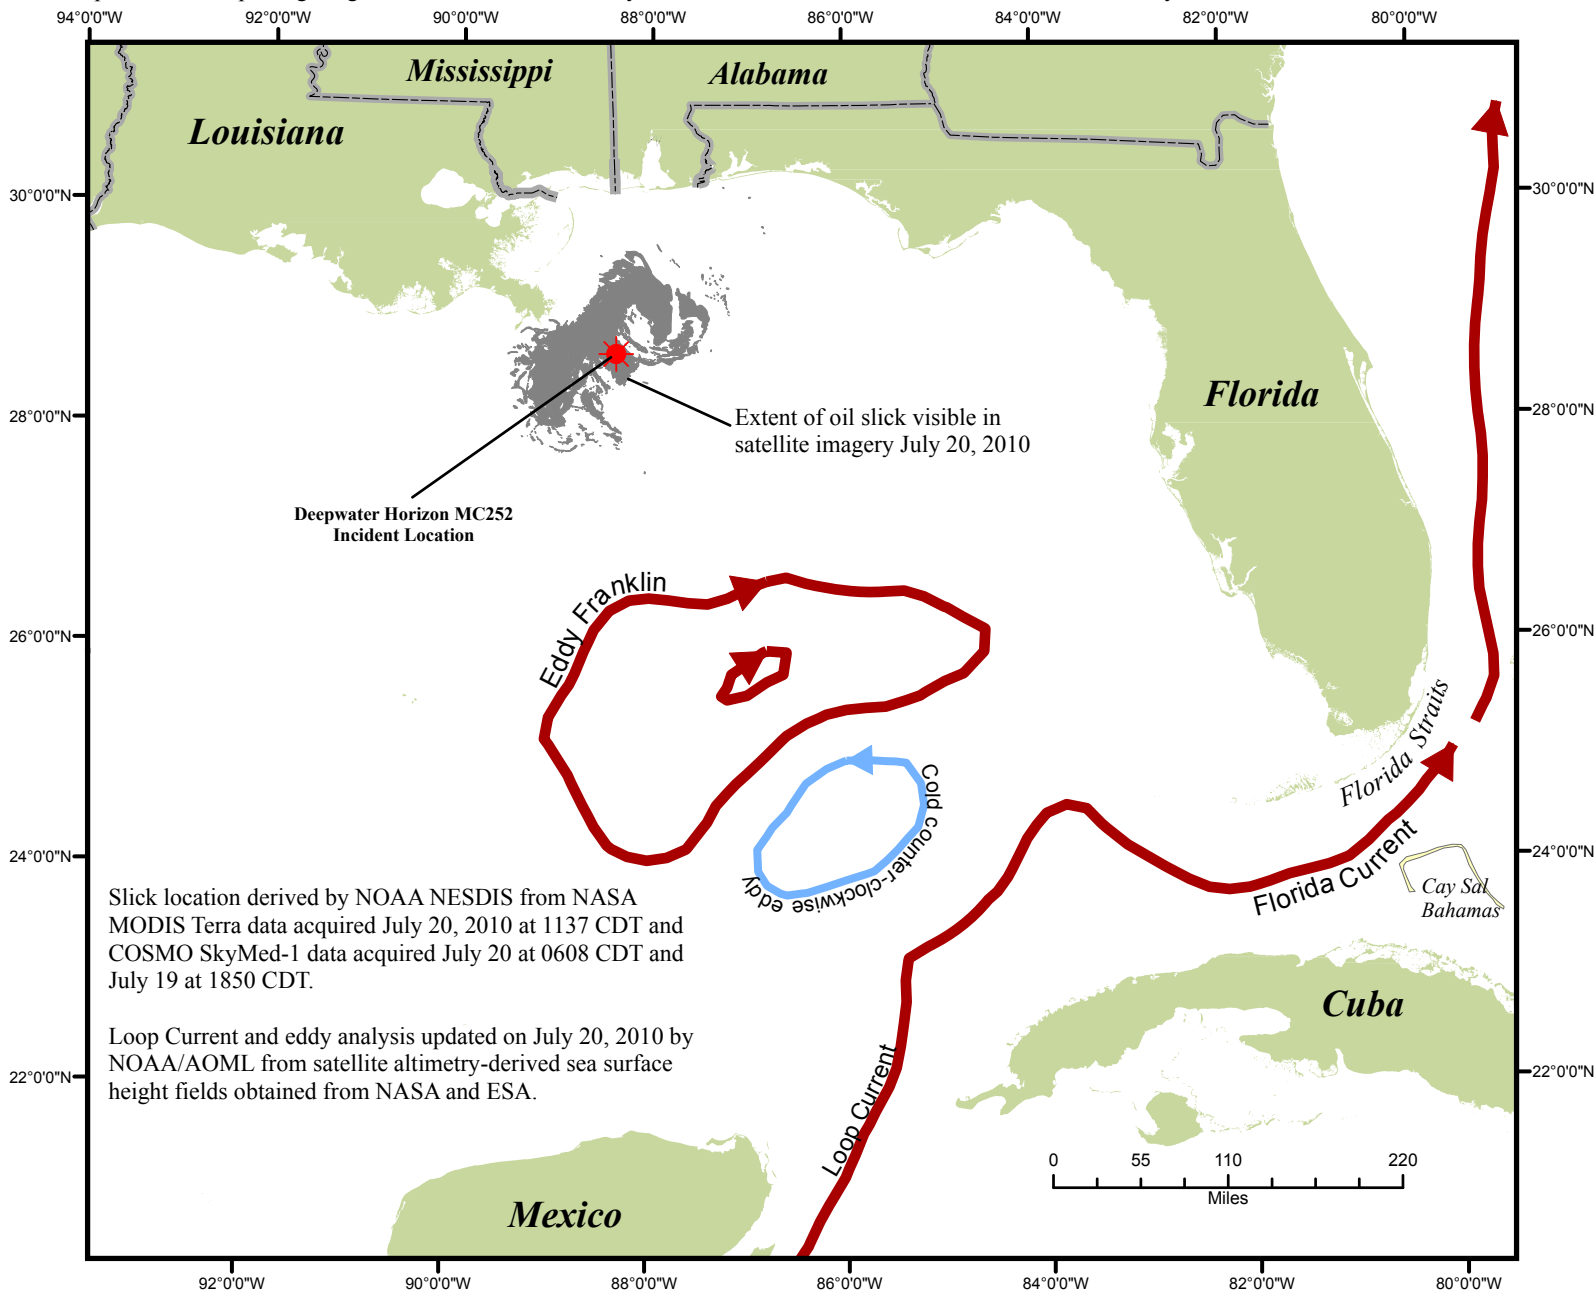 94°0'0"W 92°0'0"W 90°0'0"W 88°0'0"W 86°0'0"W 84°0'0"W 82°0'0"W 80°0'0"W
Mississippi
Alabama
Louisiana
30°0'0"N
30°0'0"N
Florida
28°0'0"N
28°0'0"N
Extent of oil slick visible in
satellite imagery July 20, 2010
Deepwater Horizon MC252
Incident Location
Eddy Franklin
26°0'0"N
26°0'0"N
Florida Straits
Cold counter-clockwise eddy
24°0'0"N
24°0'0"N
Florida Current
Cay Sal
Bahamas
Slick location derived by NOAA NESDIS from NASA
MODIS Terra data acquired July 20, 2010 at 1137 CDT and
COSMO SkyMed-1 data acquired July 20 at 0608 CDT and
July 19 at 1850 CDT.
Cuba
Loop Current and eddy analysis updated on July 20, 2010 by
NOAA/AOML from satellite altimetry-derived sea surface
height fields obtained from NASA and ESA.
22°0'0"N
22°0'0"N
Loop Current
0 55 110 220
Miles
Mexico
92°0'0"W 90°0'0"W 88°0'0"W 86°0'0"W 84°0'0"W 82°0'0"W 80°0'0"W